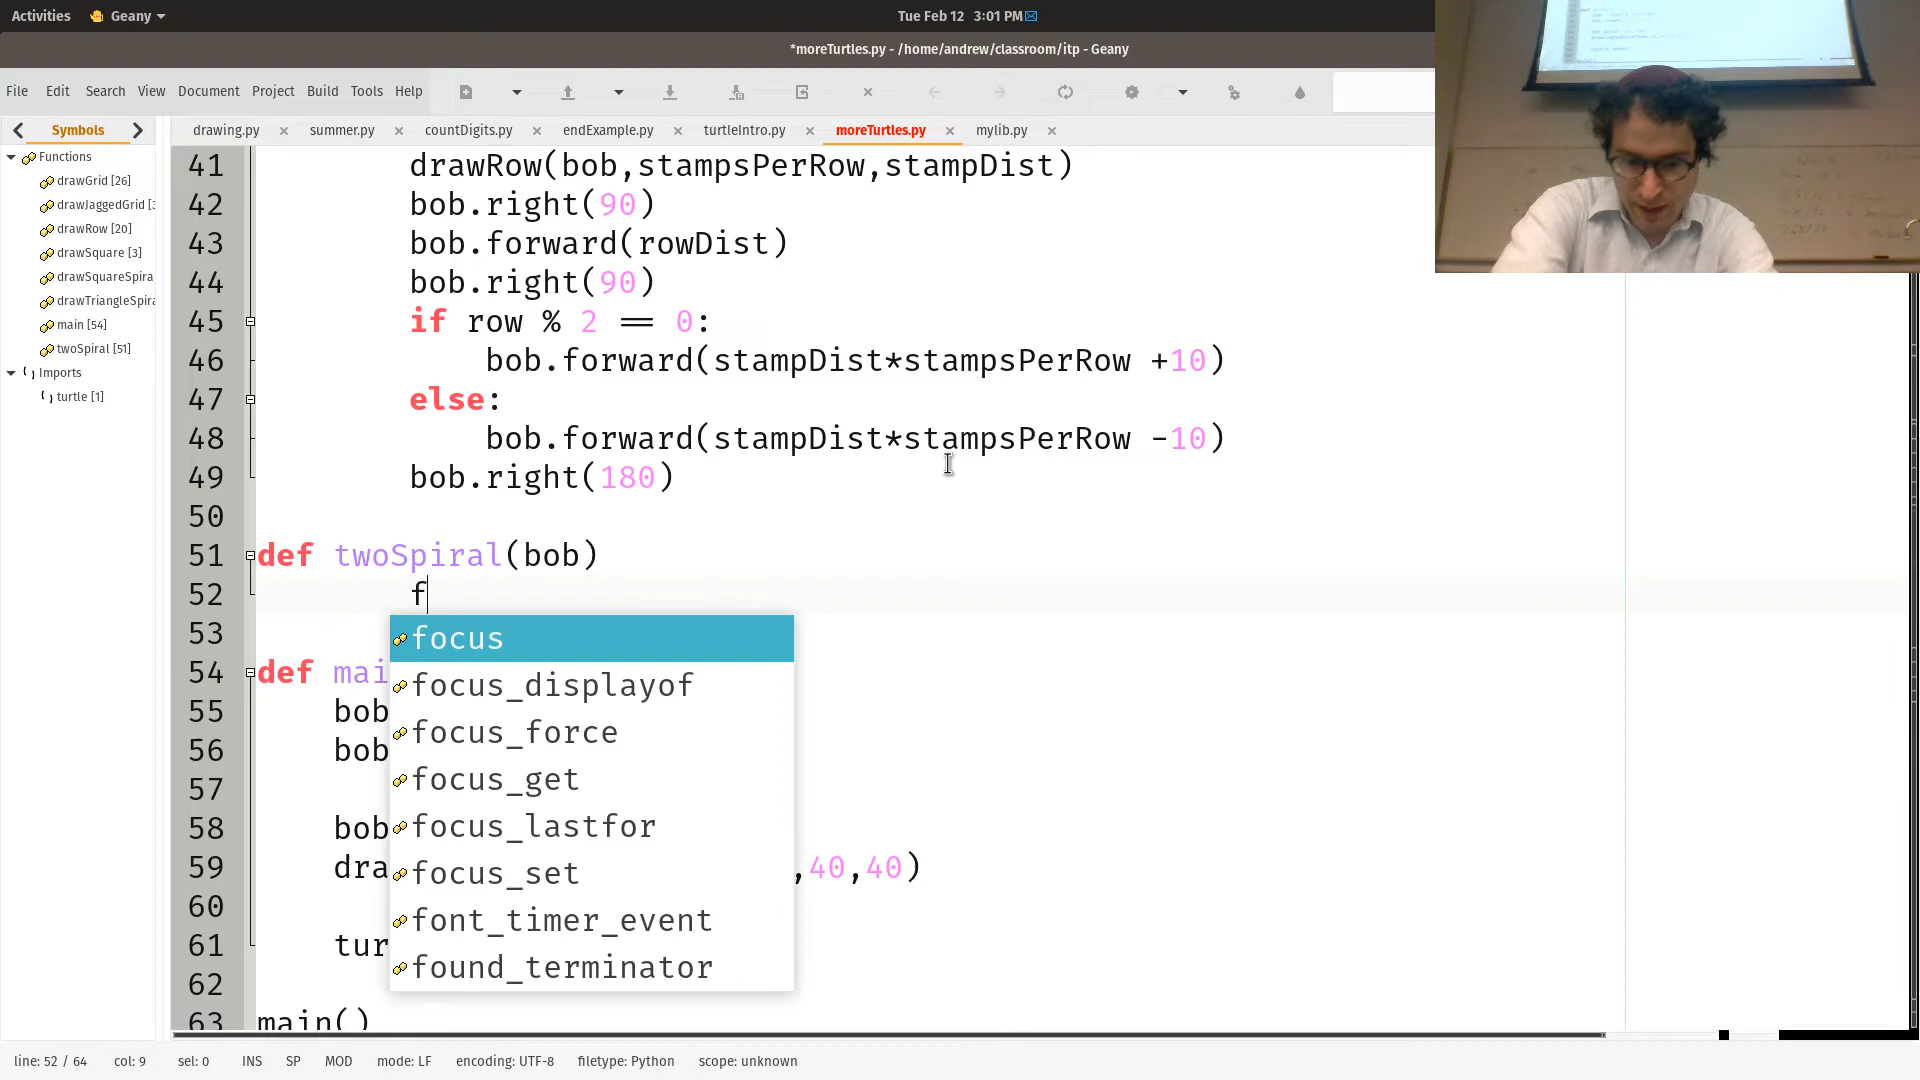 Activities
Geany
Tue Feb 12 3:01 PM
*moreTurtles.py - /home/andrew/classroom/itp - Geany
File Edit Search View Document Project Build Tools Help
Symbols
drawing.py
summer.py
countDigits.py
endExample.py
turtleIntro.py
moreTurtles.py
mylib.py
Functions
drawGrid [26]
drawJaggedGrid [3
drawRow [20]
drawSquare [3]
drawSquareSpira
drawTriangleSpira
main [54]
twoSpiral [51]
Imports
turtle [1]
41 drawRow(bob,stampsPerRow,stampDist)
42 bob.right(90)
43 bob.forward(rowDist)
44 bob.right(90)
45 if row % 2 == 0:
46 bob.forward(stampDist*stampsPerRow +10)
47 else:
48 bob.forward(stampDist*stampsPerRow -10)
49 bob.right(180)
50
51 def twoSpiral(bob)
52 f
53
54 def mai
55 bob
56 bob
57
58 bob
59 dra ,40,40)
60
61 tur
62
63 main()
focus
focus_displayof
focus_force
focus_get
focus_lastfor
focus_set
font_timer_event
found_terminator
line: 52 / 64 col: 9 sel: 0 INS SP MOD mode: LF encoding: UTF-8 filetype: Python scope: unknown